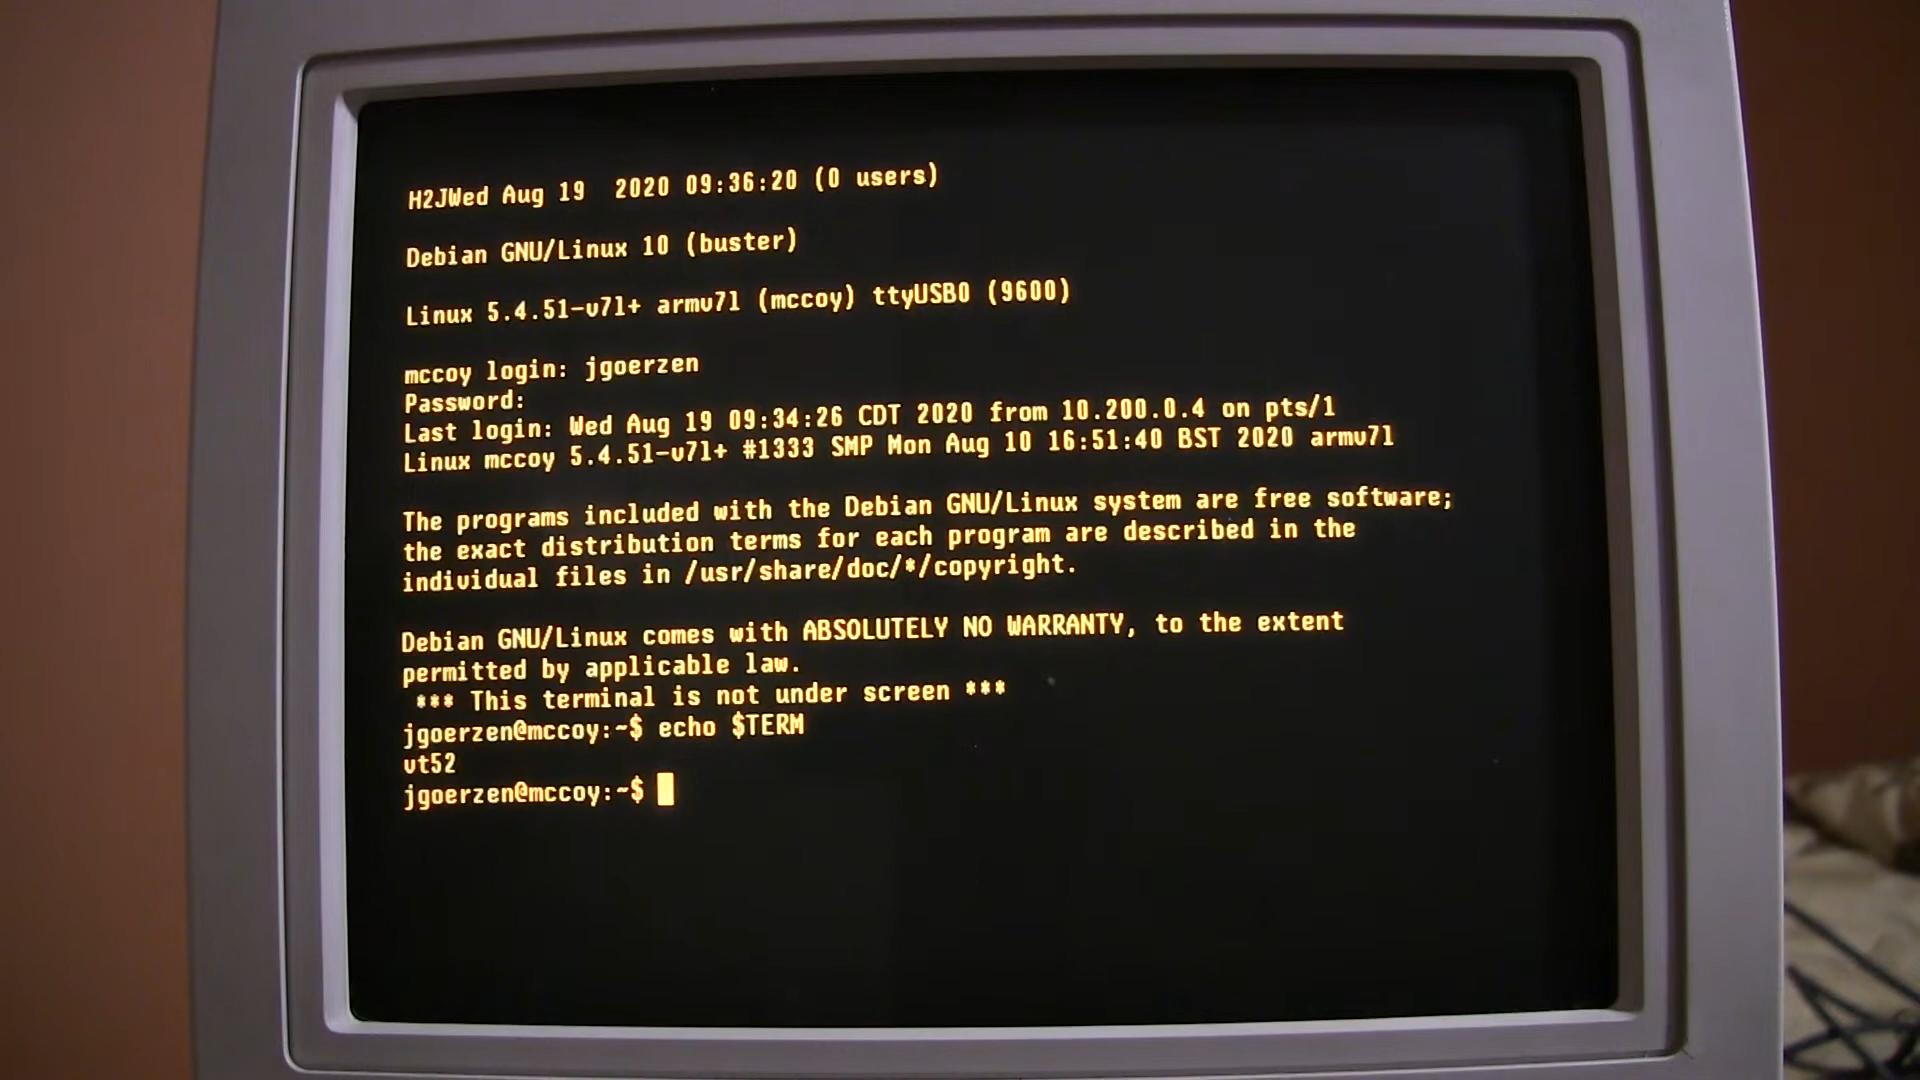 H2JWed Aug 19  2020 09:36:20 (0 users)
Debian GNU/Linux 10 (buster)
Linux 5.4.51-v7l+ armv7l (mccoy) ttyUSB0 (9600)
mccoy login: jgoerzen
Password:
Last login: Wed Aug 19 09:34:26 CDT 2020 from 10.200.0.4 on pts/1
Linux mccoy 5.4.51-v7l+ #1333 SMP Mon Aug 10 16:51:40 BST 2020 armv7l
The programs included with the Debian GNU/Linux system are free software;
the exact distribution terms for each program are described in the
individual files in /usr/share/doc/*/copyright.
Debian GNU/Linux comes with ABSOLUTELY NO WARRANTY, to the extent
permitted by applicable law.
 *** This terminal is not under screen ***
jgoerzen@mccoy:~$ echo $TERM
vt52
jgoerzen@mccoy:~$